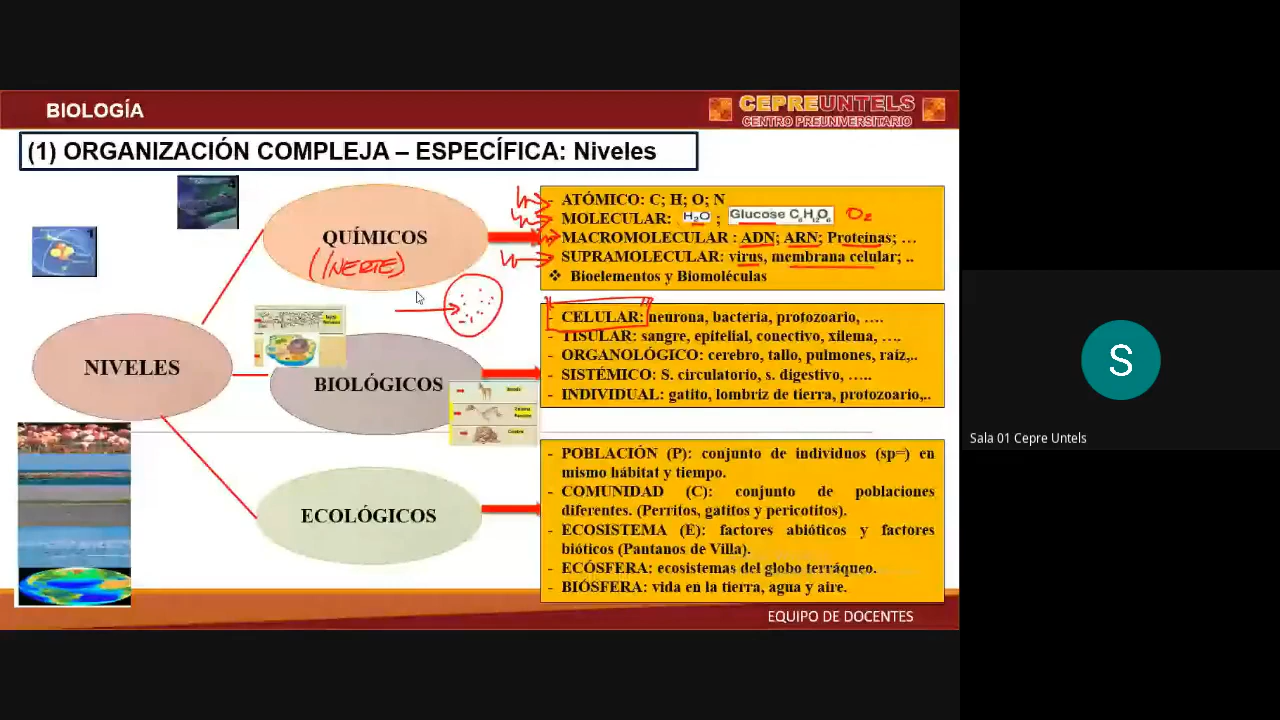 BIOLOGÍA
CEPREUNTELS
CENTRO PREUNIVERSITARIO
(1) ORGANIZACIÓN COMPLEJA – ESPECÍFICA: Niveles
NIVELES
QUÍMICOS
(INERTE)
- ATÓMICO: C; H; O; N
- MOLECULAR: H₂O ; Glucose C₆H₁₂O₆ O₂
- MACROMOLECULAR : ADN; ARN; Proteínas; …
- SUPRAMOLECULAR: virus, membrana celular; ..
❖ Bioelementos y Biomoléculas
BIOLÓGICOS
- CELULAR: neurona, bacteria, protozoario, ….
- TISULAR: sangre, epitelial, conectivo, xilema, ….
- ORGANOLÓGICO: cerebro, tallo, pulmones, raíz,..
- SISTÉMICO: S. circulatorio, s. digestivo, …..
- INDIVIDUAL: gatito, lombriz de tierra, protozoario,..
ECOLÓGICOS
- POBLACIÓN (P): conjunto de individuos (sp=) en
mismo hábitat y tiempo.
- COMUNIDAD (C): conjunto de poblaciones
diferentes. (Perritos, gatitos y pericotitos).
- ECOSISTEMA (E): factores abióticos y factores
bióticos (Pantanos de Villa).
- ECÓSFERA: ecosistemas del globo terráqueo.
- BIÓSFERA: vida en la tierra, agua y aire.
EQUIPO DE DOCENTES
S
Sala 01 Cepre Untels